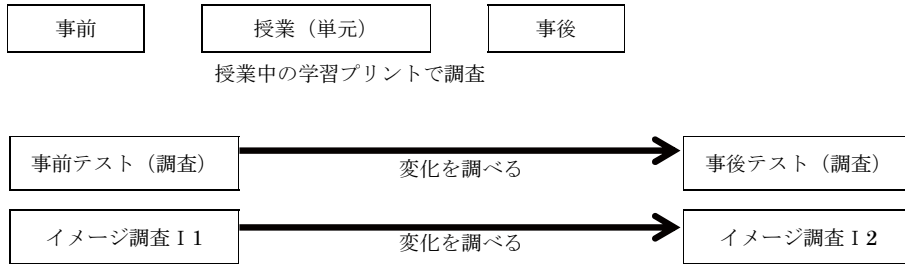 事前 授業（単元） 事後
授業中の学習プリントで調査
事前テスト（調査） 変化を調べる 事後テスト（調査）
イメージ調査Ⅰ1 変化を調べる イメージ調査Ⅰ2